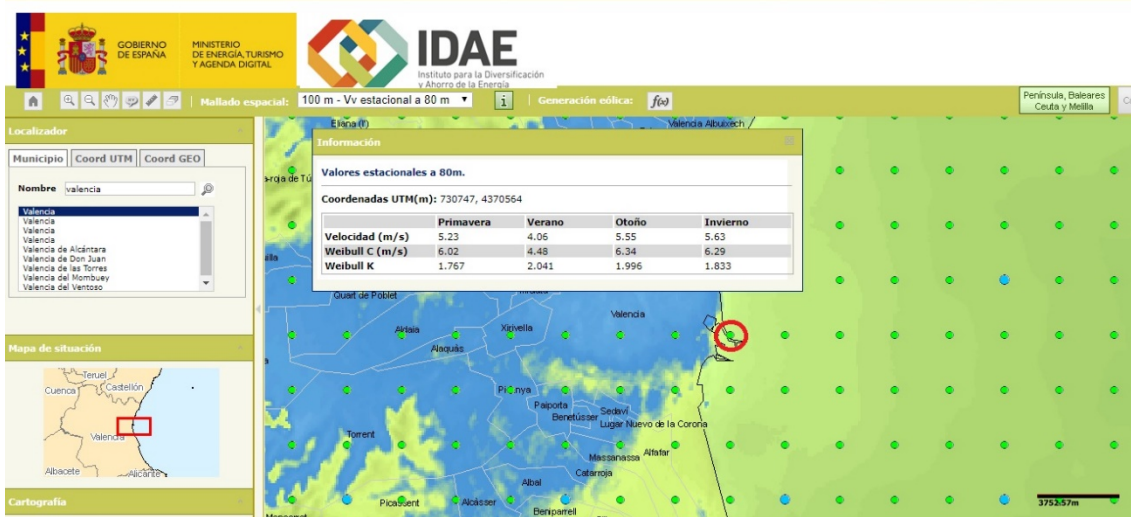 GOBIERNO
DE ESPAÑA
MINISTERIO
DE ENERGÍA, TURISMO
Y AGENDA DIGITAL
IDAE
Instituto para la Diversificación
y Ahorro de la Energía
Mallado espacial:
100 m - Vv estacional a 80 m
i
Generación eólica:
f(x)
Península, Baleares
Ceuta y Melilla
Localizador
Municipio
Coord UTM
Coord GEO
Nombre
valencia
Valencia
Valencia
Valencia
Valencia
Valencia de Alcántara
Valencia de Don Juan
Valencia de las Torres
Valencia del Mombuey
Valencia del Ventoso
Mapa de situación
Teruel
Cuenca
Castellón
Valencia
Albacete
Alicante
Cartografía
Eliana (l')
Valencia Albuixech
Información
Valores estacionales a 80m.
Coordenadas UTM(m): 730747, 4370564
Primavera Verano Otoño Invierno
Velocidad (m/s) 5.23 4.06 5.55 5.63
Weibull C (m/s) 6.02 4.48 6.34 6.29
Weibull K 1.767 2.041 1.996 1.833
Quart de Poblet
Valencia
Aldaia
Xirivella
Alaquàs
Picanya
Paiporta
Sedaví
Benetússer
Lugar Nuevo de la Corona
Torrent
Massanassa
Alfafar
Catarroja
Albal
Picassent
Alcàsser
Beniparrell
3752.57m